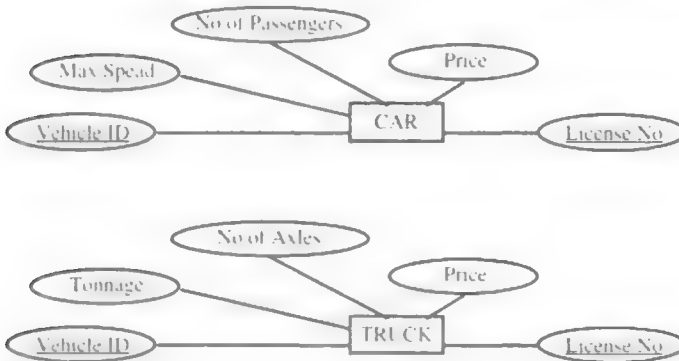 No of Passengers
Price
Max Spead
CAR
Vehicle ID
License No
No of Axles
Price
Tonnage
TRUCK
Vehicle ID
License No